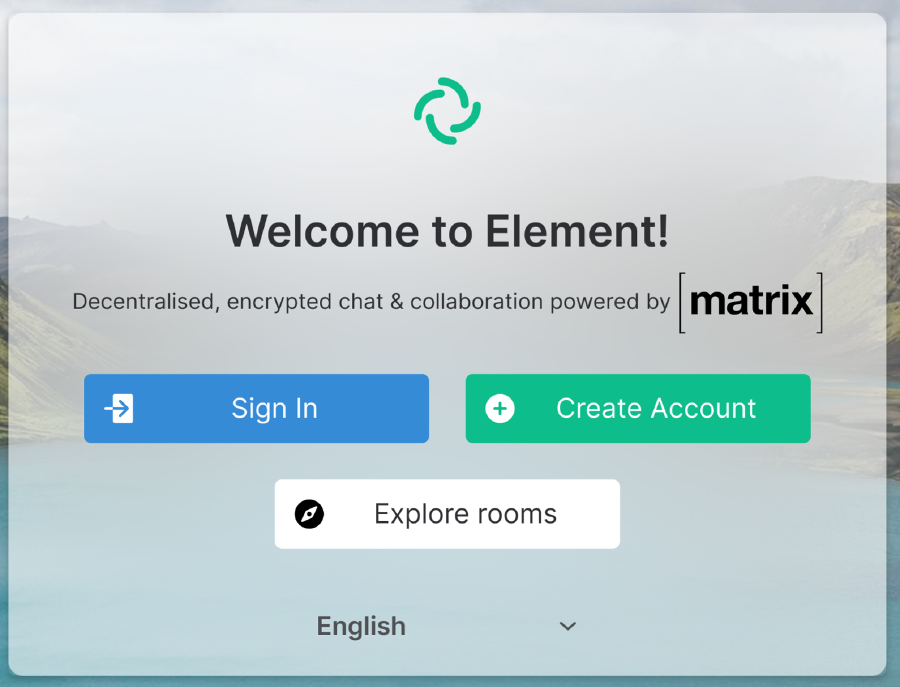 Welcome to Element!
Decentralised, encrypted chat & collaboration powered by [matrix]
Sign In
Create Account
Explore rooms
English